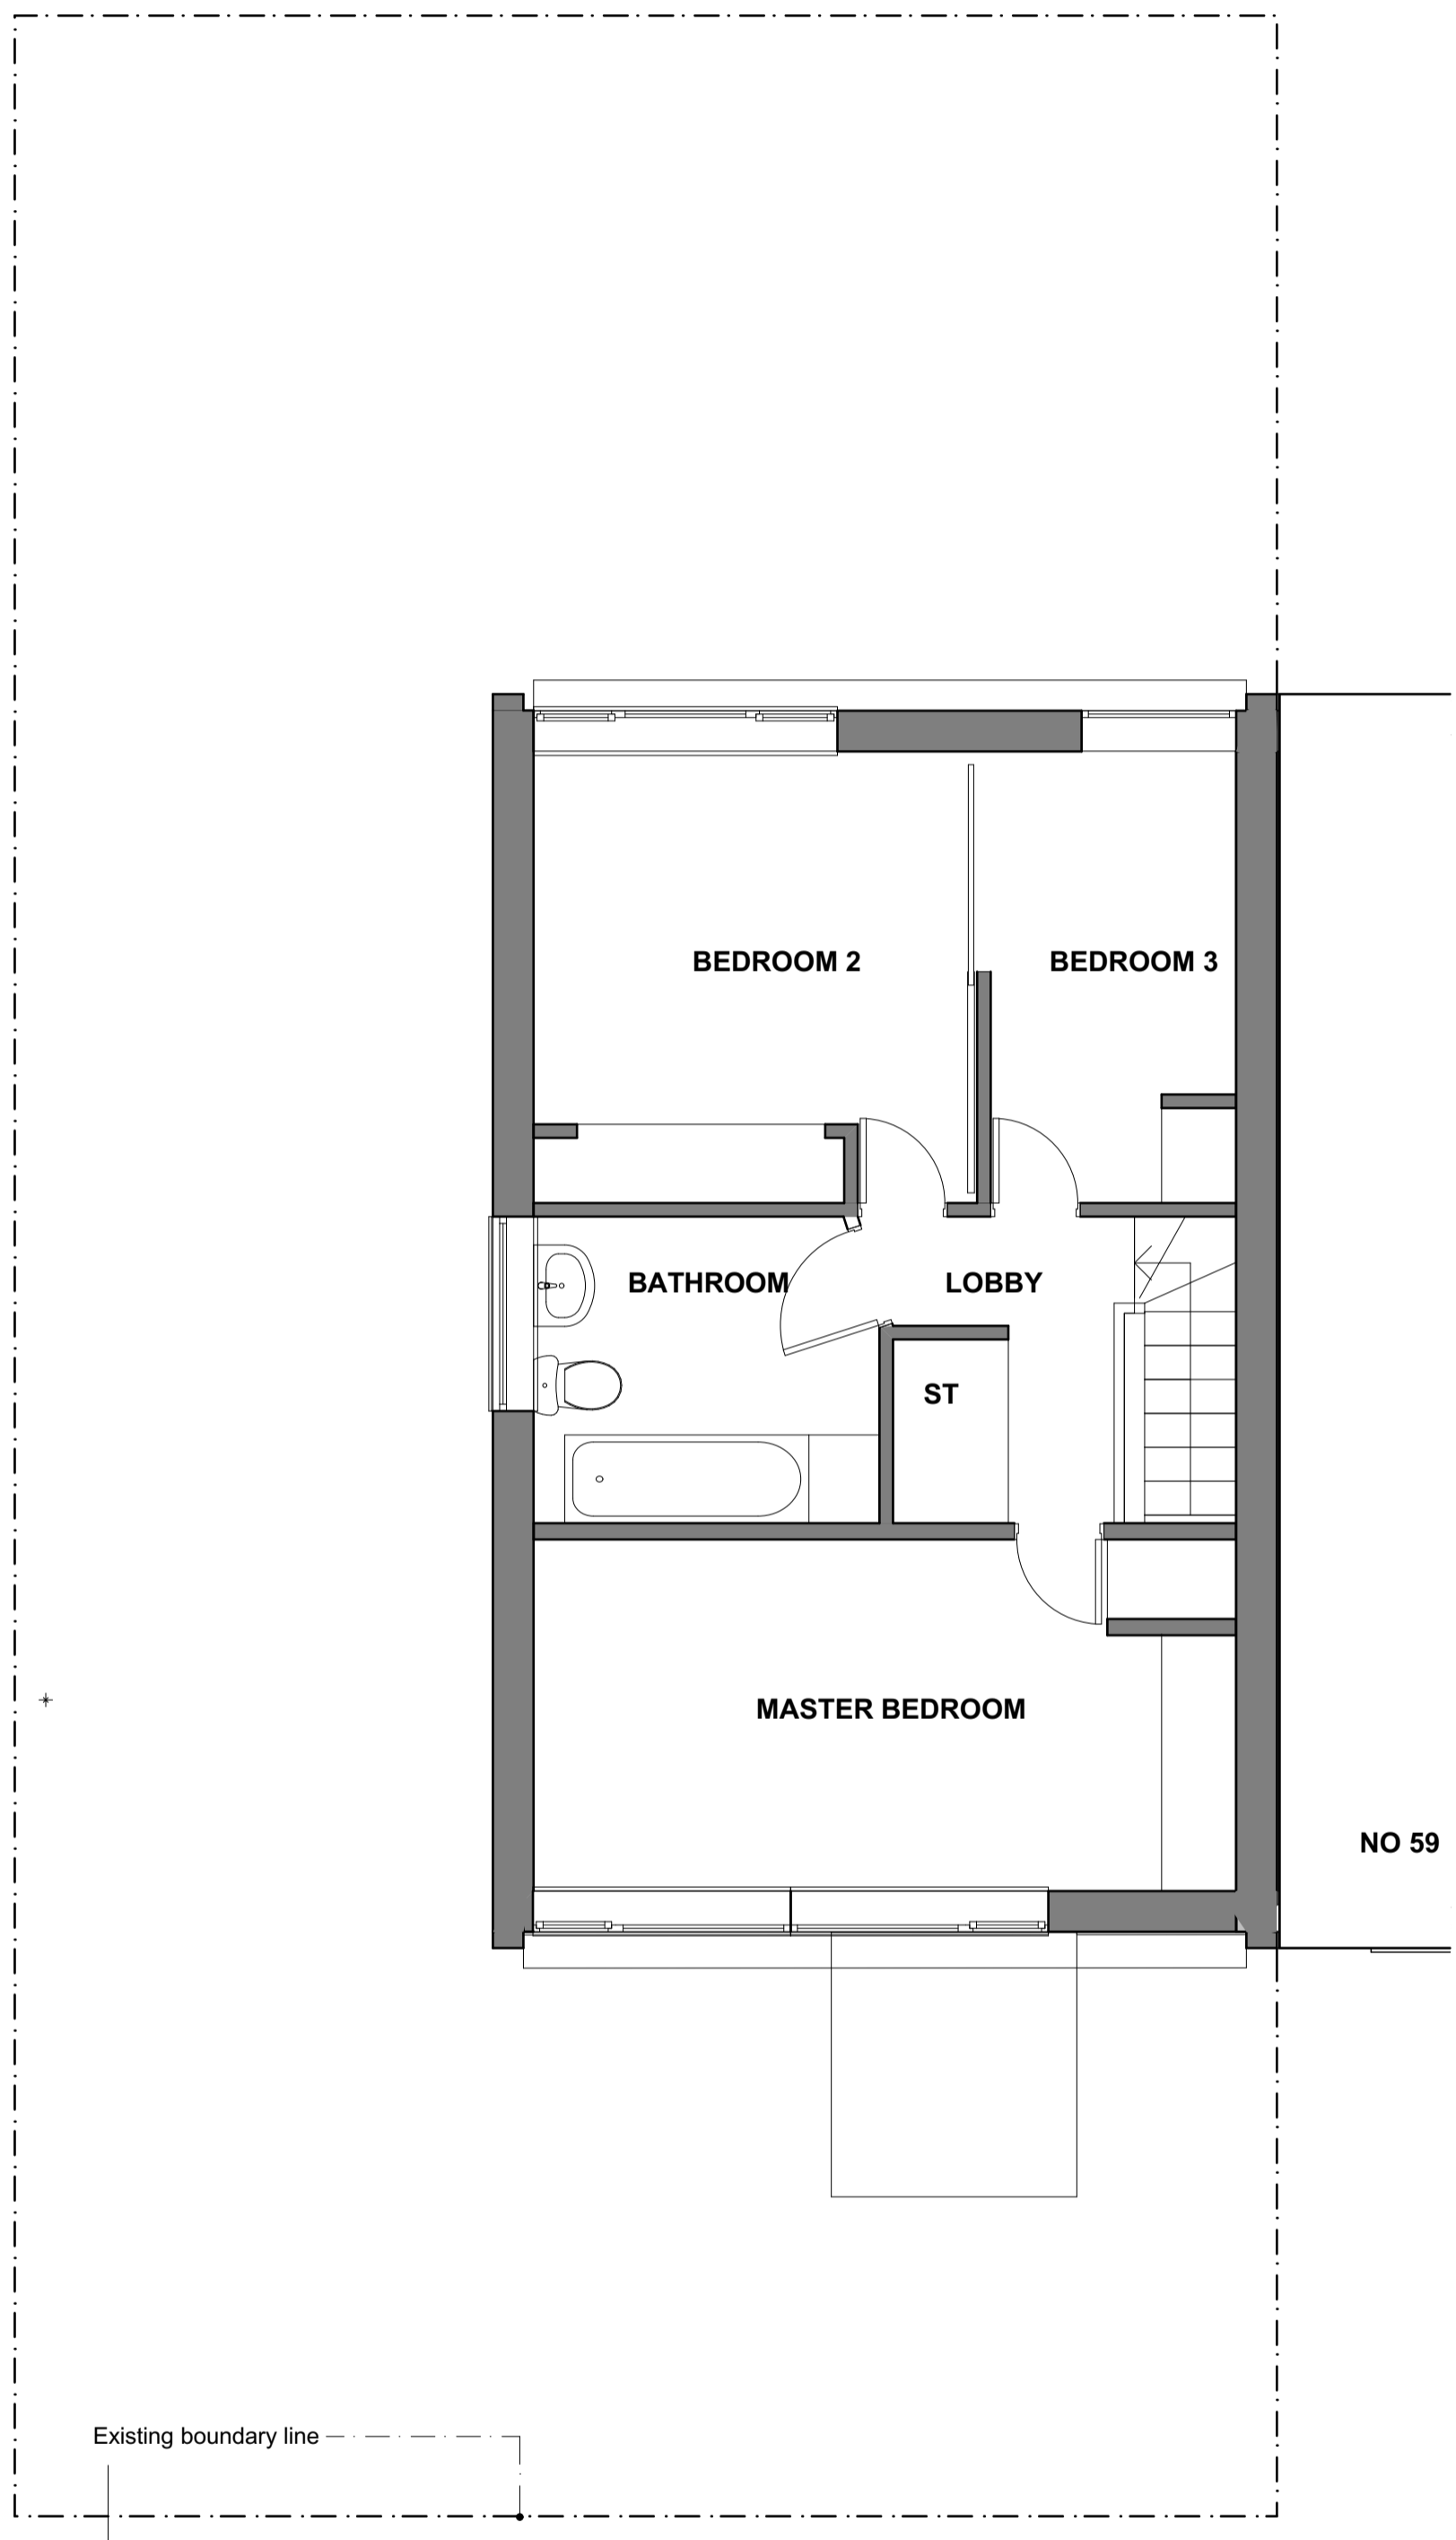 BEDROOM 2
BEDROOM 3
BATHROOM
LOBBY
ST
MASTER BEDROOM
NO 59
Existing boundary line